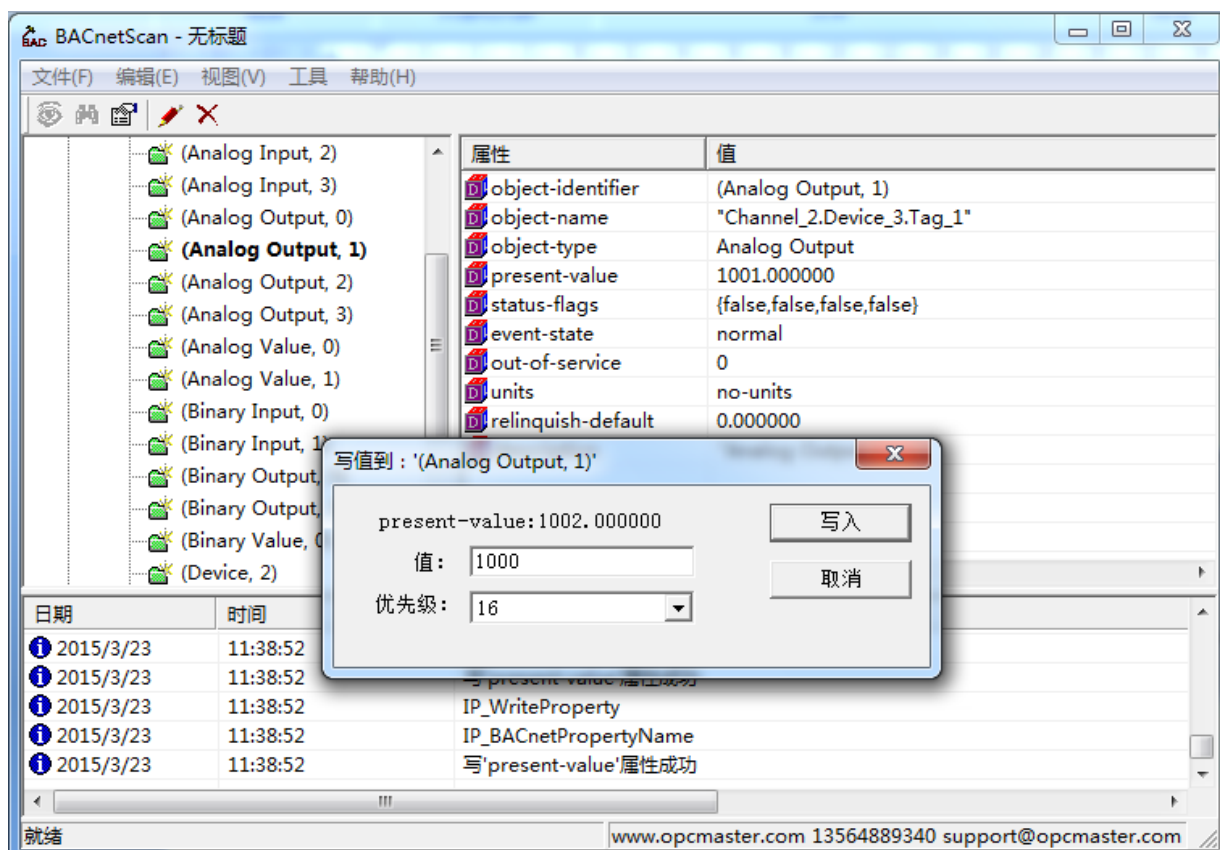 BACnetScan - 无标题
文件(F) 编辑(E) 视图(V) 工具 帮助(H)
(Analog Input, 2)
(Analog Input, 3)
(Analog Output, 0)
(Analog Output, 1)
(Analog Output, 2)
(Analog Output, 3)
(Analog Value, 0)
(Analog Value, 1)
(Binary Input, 0)
(Binary Input, 1)
(Binary Output,
(Binary Output,
(Binary Value, 0
(Device, 2)
属性 值
object-identifier (Analog Output, 1)
object-name "Channel_2.Device_3.Tag_1"
object-type Analog Output
present-value 1001.000000
status-flags {false,false,false,false}
event-state normal
out-of-service 0
units no-units
relinquish-default 0.000000
写值到：'(Analog Output, 1)'
present-value:1002.000000
值： 1000
优先级： 16
写入
取消
日期 时间
2015/3/23 11:38:52
2015/3/23 11:38:52 写'present-value'属性成功
2015/3/23 11:38:52 IP_WriteProperty
2015/3/23 11:38:52 IP_BACnetPropertyName
2015/3/23 11:38:52 写'present-value'属性成功
就绪 www.opcmaster.com 13564889340 support@opcmaster.com